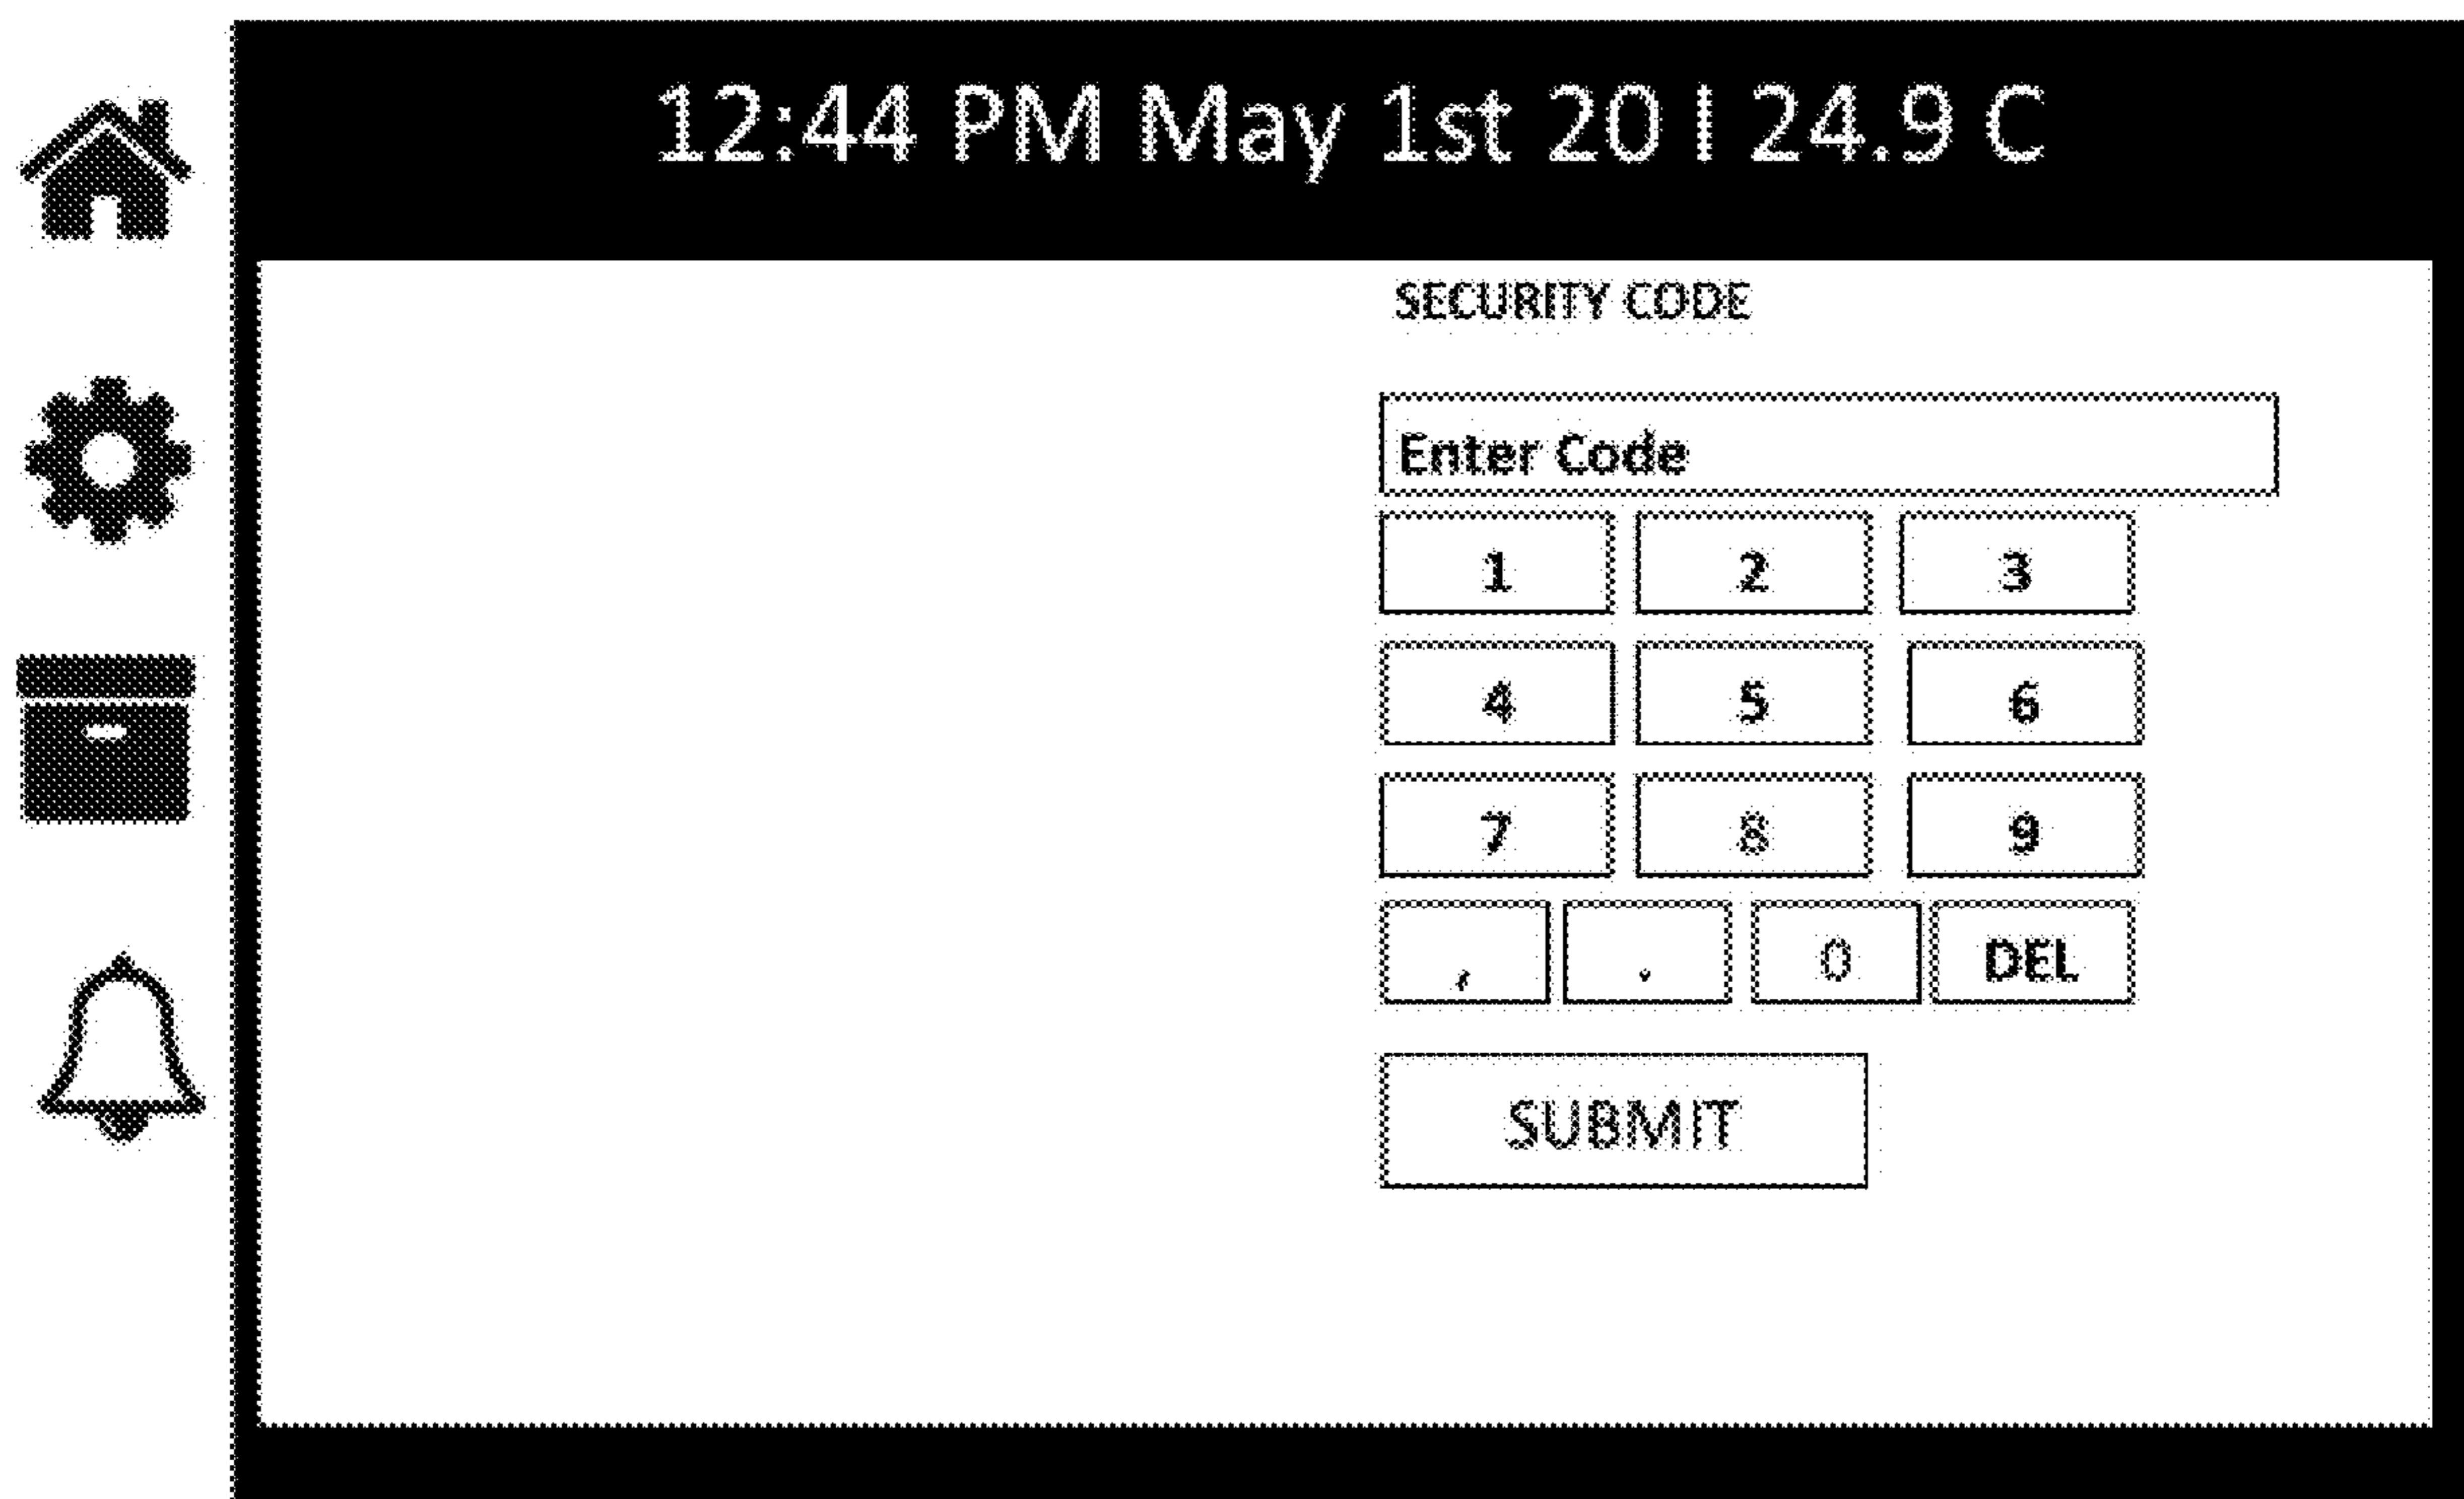 12:44 PM May 1st 20 I 24.9 C
SECURITY CODE
Enter Code
1 2 3
4 5 6
7 8 9
, . 0 DEL
SUBMIT